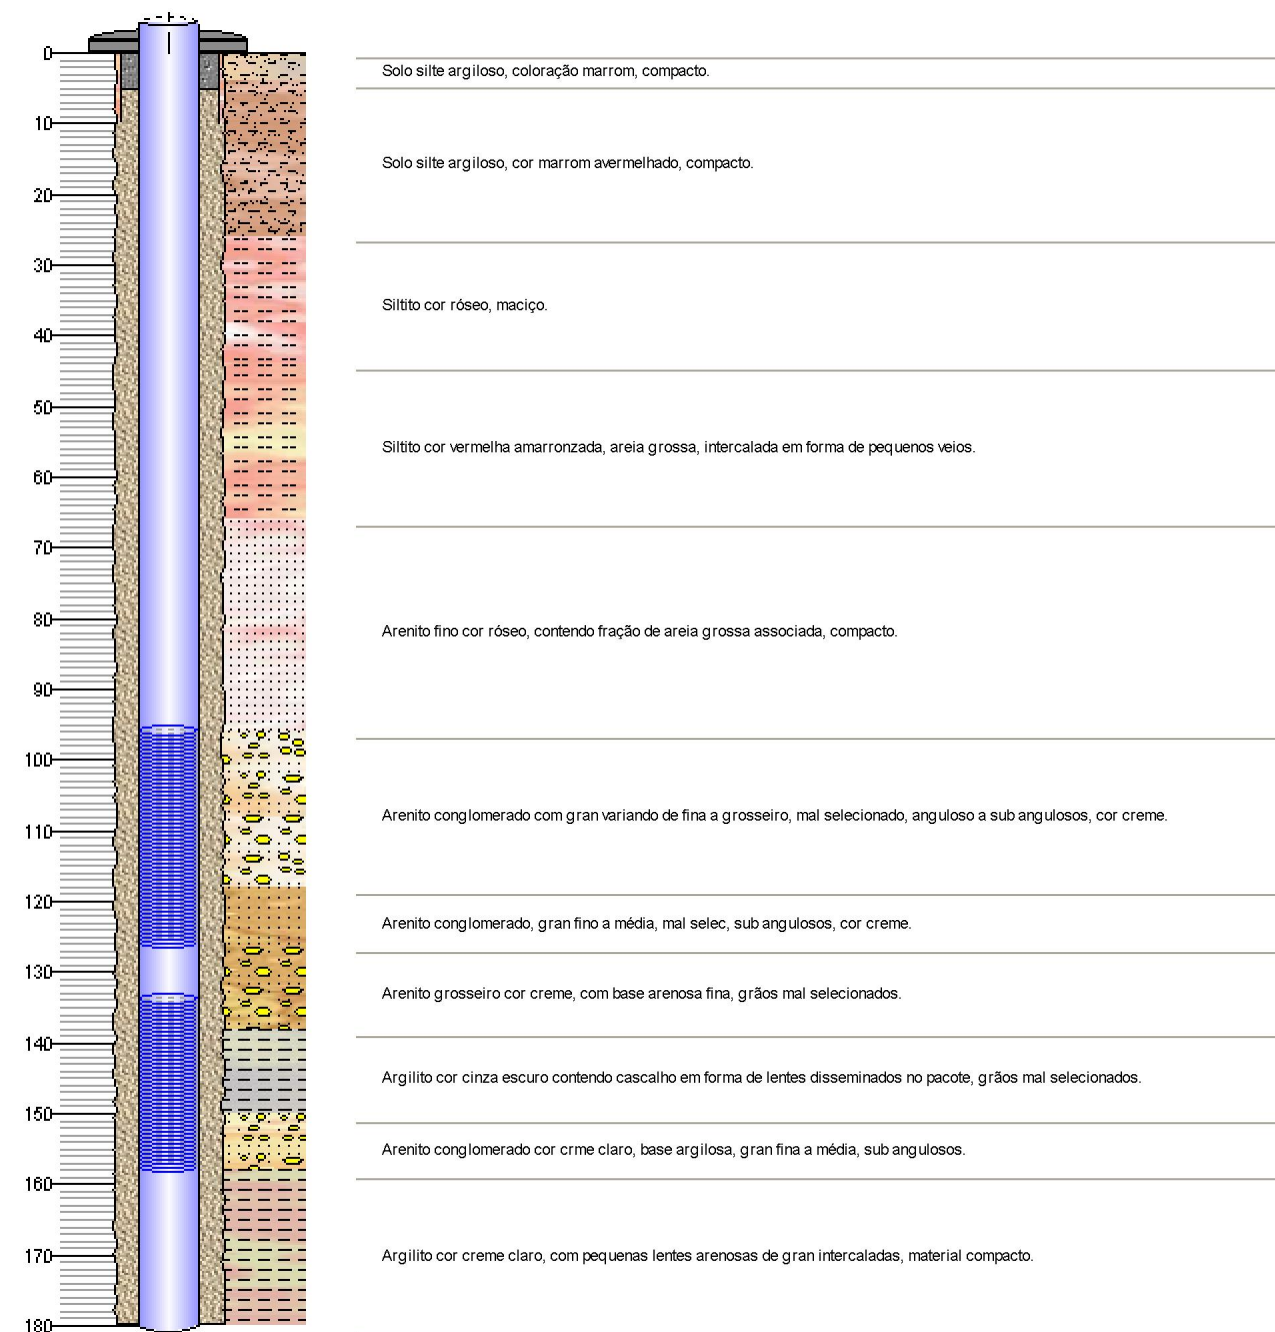 0
Solo silte argiloso, coloração marrom, compacto.
10
Solo silte argiloso, cor marrom avermelhado, compacto.
20
30
Siltito cor róseo, maciço.
40
50
Siltito cor vermelha amarronzada, areia grossa, intercalada em forma de pequenos veios.
60
70
80
Arenito fino cor róseo, contendo fração de areia grossa associada, compacto.
90
100
Arenito conglomerado com gran variando de fina a grosseiro, mal selecionado, anguloso a sub angulosos, cor creme.
110
120
Arenito conglomerado, gran fino a média, mal selec, sub angulosos, cor creme.
130
Arenito grosseiro cor creme, com base arenosa fina, grãos mal selecionados.
140
Argilito cor cinza escuro contendo cascalho em forma de lentes disseminados no pacote, grãos mal selecionados.
150
Arenito conglomerado cor crme claro, base argilosa, gran fina a média, sub angulosos.
160
170
Argilito cor creme claro, com pequenas lentes arenosas de gran intercaladas, material compacto.
180